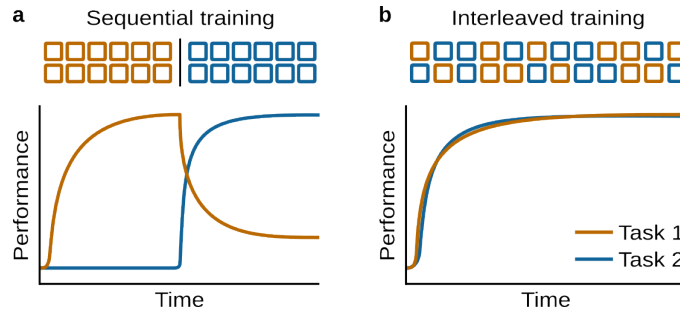 a Sequential training
Performance
Time
b Interleaved training
Performance
Task 1
Task 2
Time